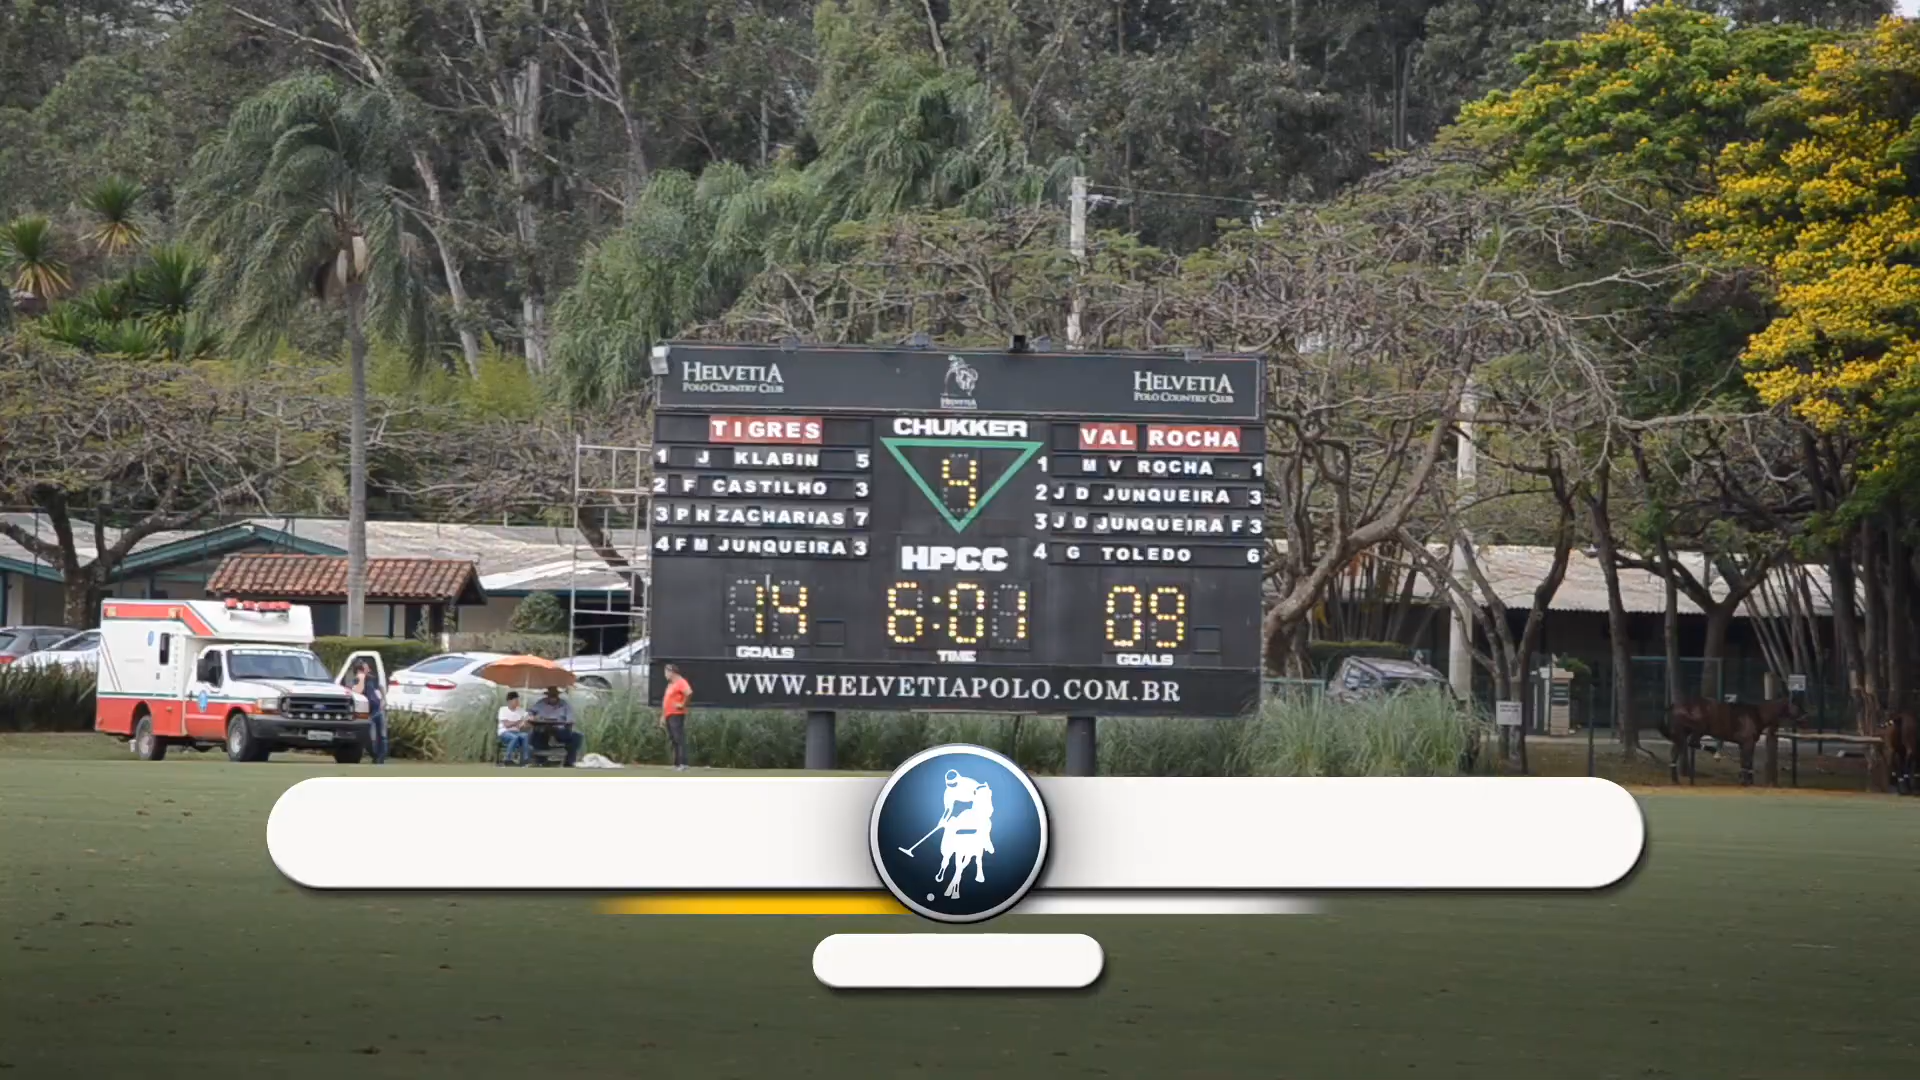 HELVETIA
POLO COUNTRY CLUB
HELVETIA
HELVETIA
POLO COUNTRY CLUB
TIGRES
1 J KLABIN 5
2 F CASTILHO 3
3 P H ZACHARIAS 7
4 F M JUNQUEIRA 3
CHUKKER
4
HP.C.C
VAL ROCHA
1 M V ROCHA 1
2 J D JUNQUEIRA 3
3 J D JUNQUEIRA F 3
4 G TOLEDO 6
14
GOALS
6:01
TIME
09
GOALS
WWW.HELVETIAPOLO.COM.BR